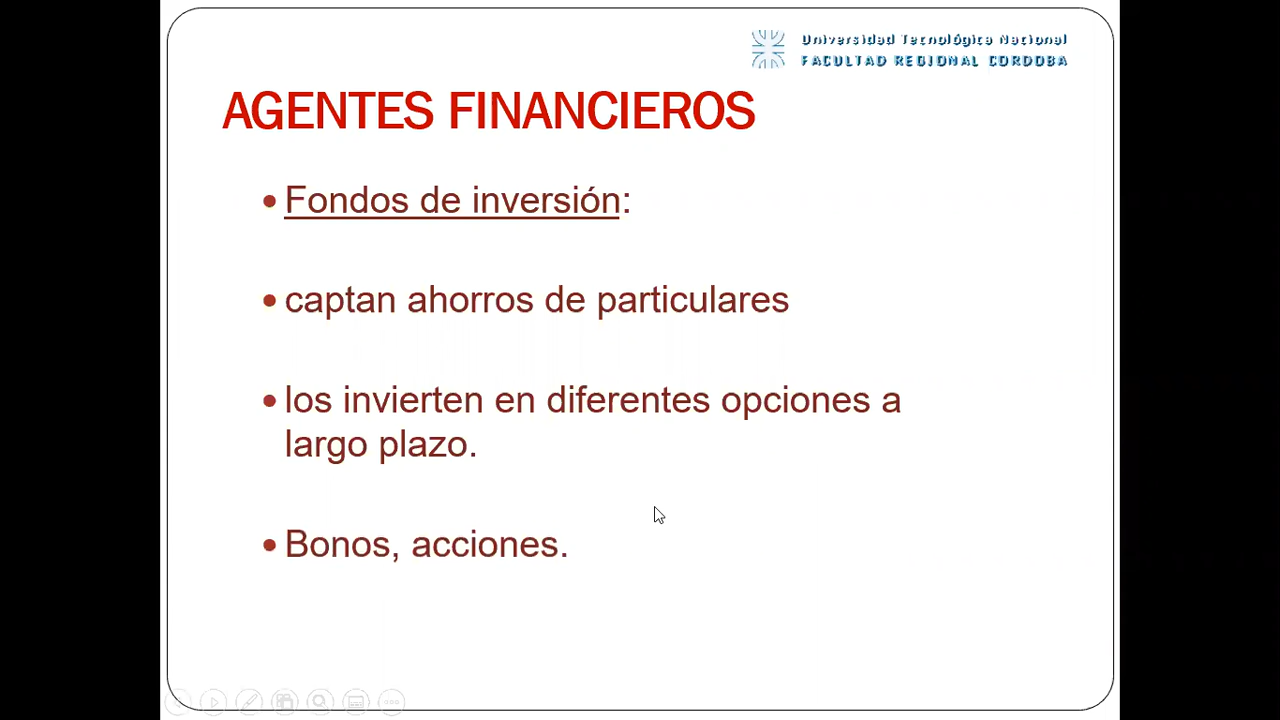 Universidad Tecnológica Nacional
FACULTAD REGIONAL CORDOBA
AGENTES FINANCIEROS
• Fondos de inversión:
• captan ahorros de particulares
• los invierten en diferentes opciones a
largo plazo.
• Bonos, acciones.